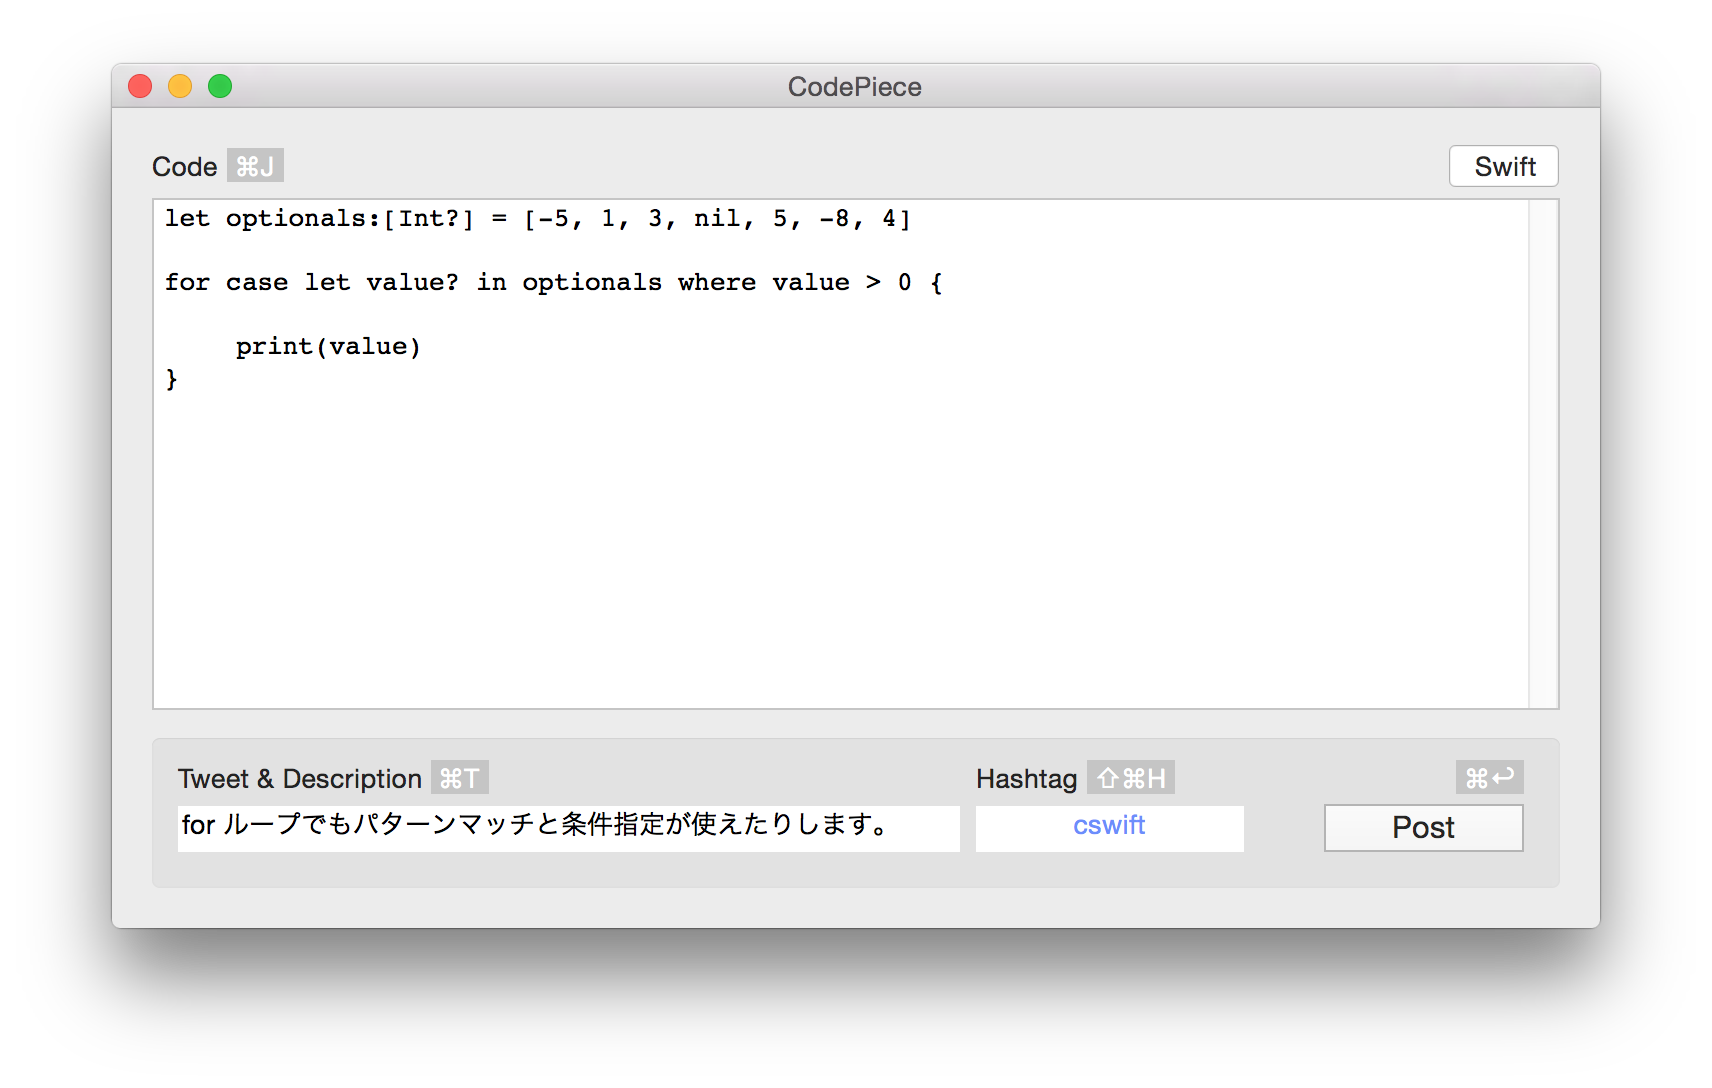 CodePiece
Code ⌘J
Swift
let optionals:[Int?] = [-5, 1, 3, nil, 5, -8, 4]
for case let value? in optionals where value > 0 {
print(value)
}
Tweet & Description ⌘T
Hashtag ⇧⌘H
⌘↩
for ループでもパターンマッチと条件指定が使えたりします。
cswift
Post